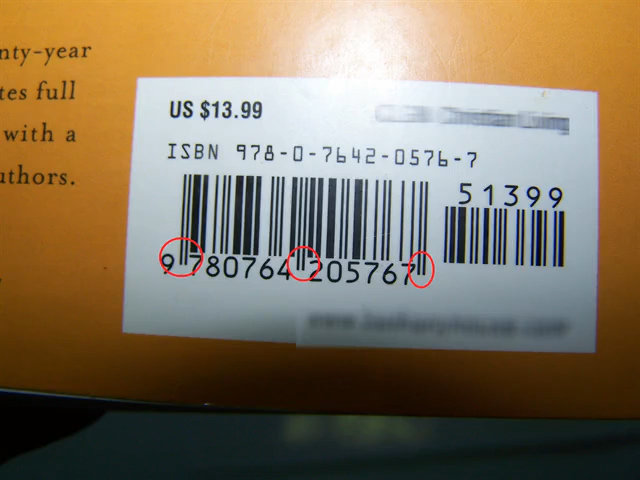 nty-year
tes full
with a
uthors.
US $13.99
ISBN 978-0-7642-0576-7
51399
9 780764 205767